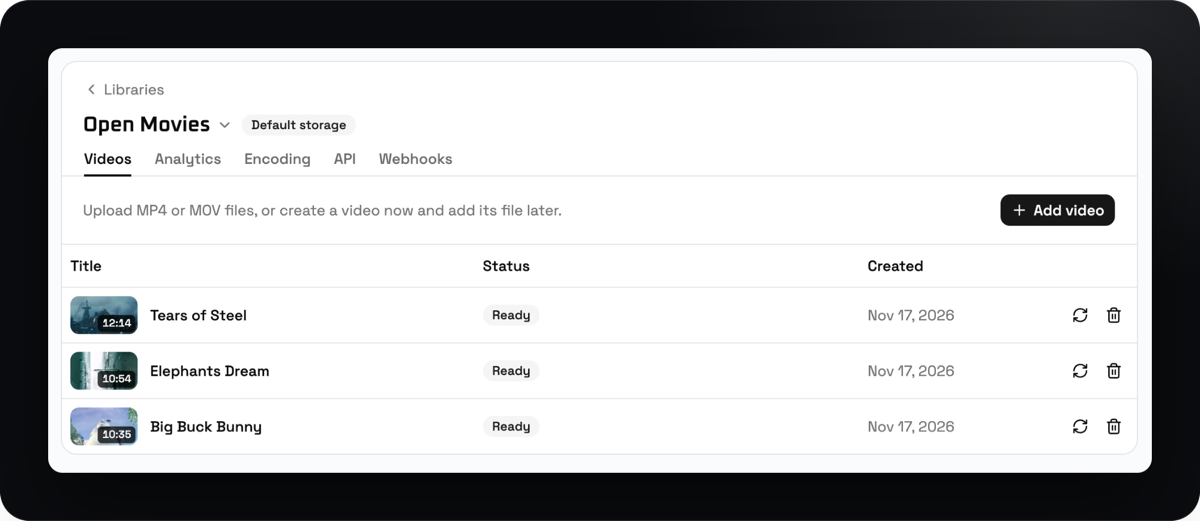 Libraries
Open Movies Default storage
Videos Analytics Encoding API Webhooks
Upload MP4 or MOV files, or create a video now and add its file later.
+ Add video
Title Status Created
12:14 Tears of Steel Ready Nov 17, 2026
10:54 Elephants Dream Ready Nov 17, 2026
10:35 Big Buck Bunny Ready Nov 17, 2026